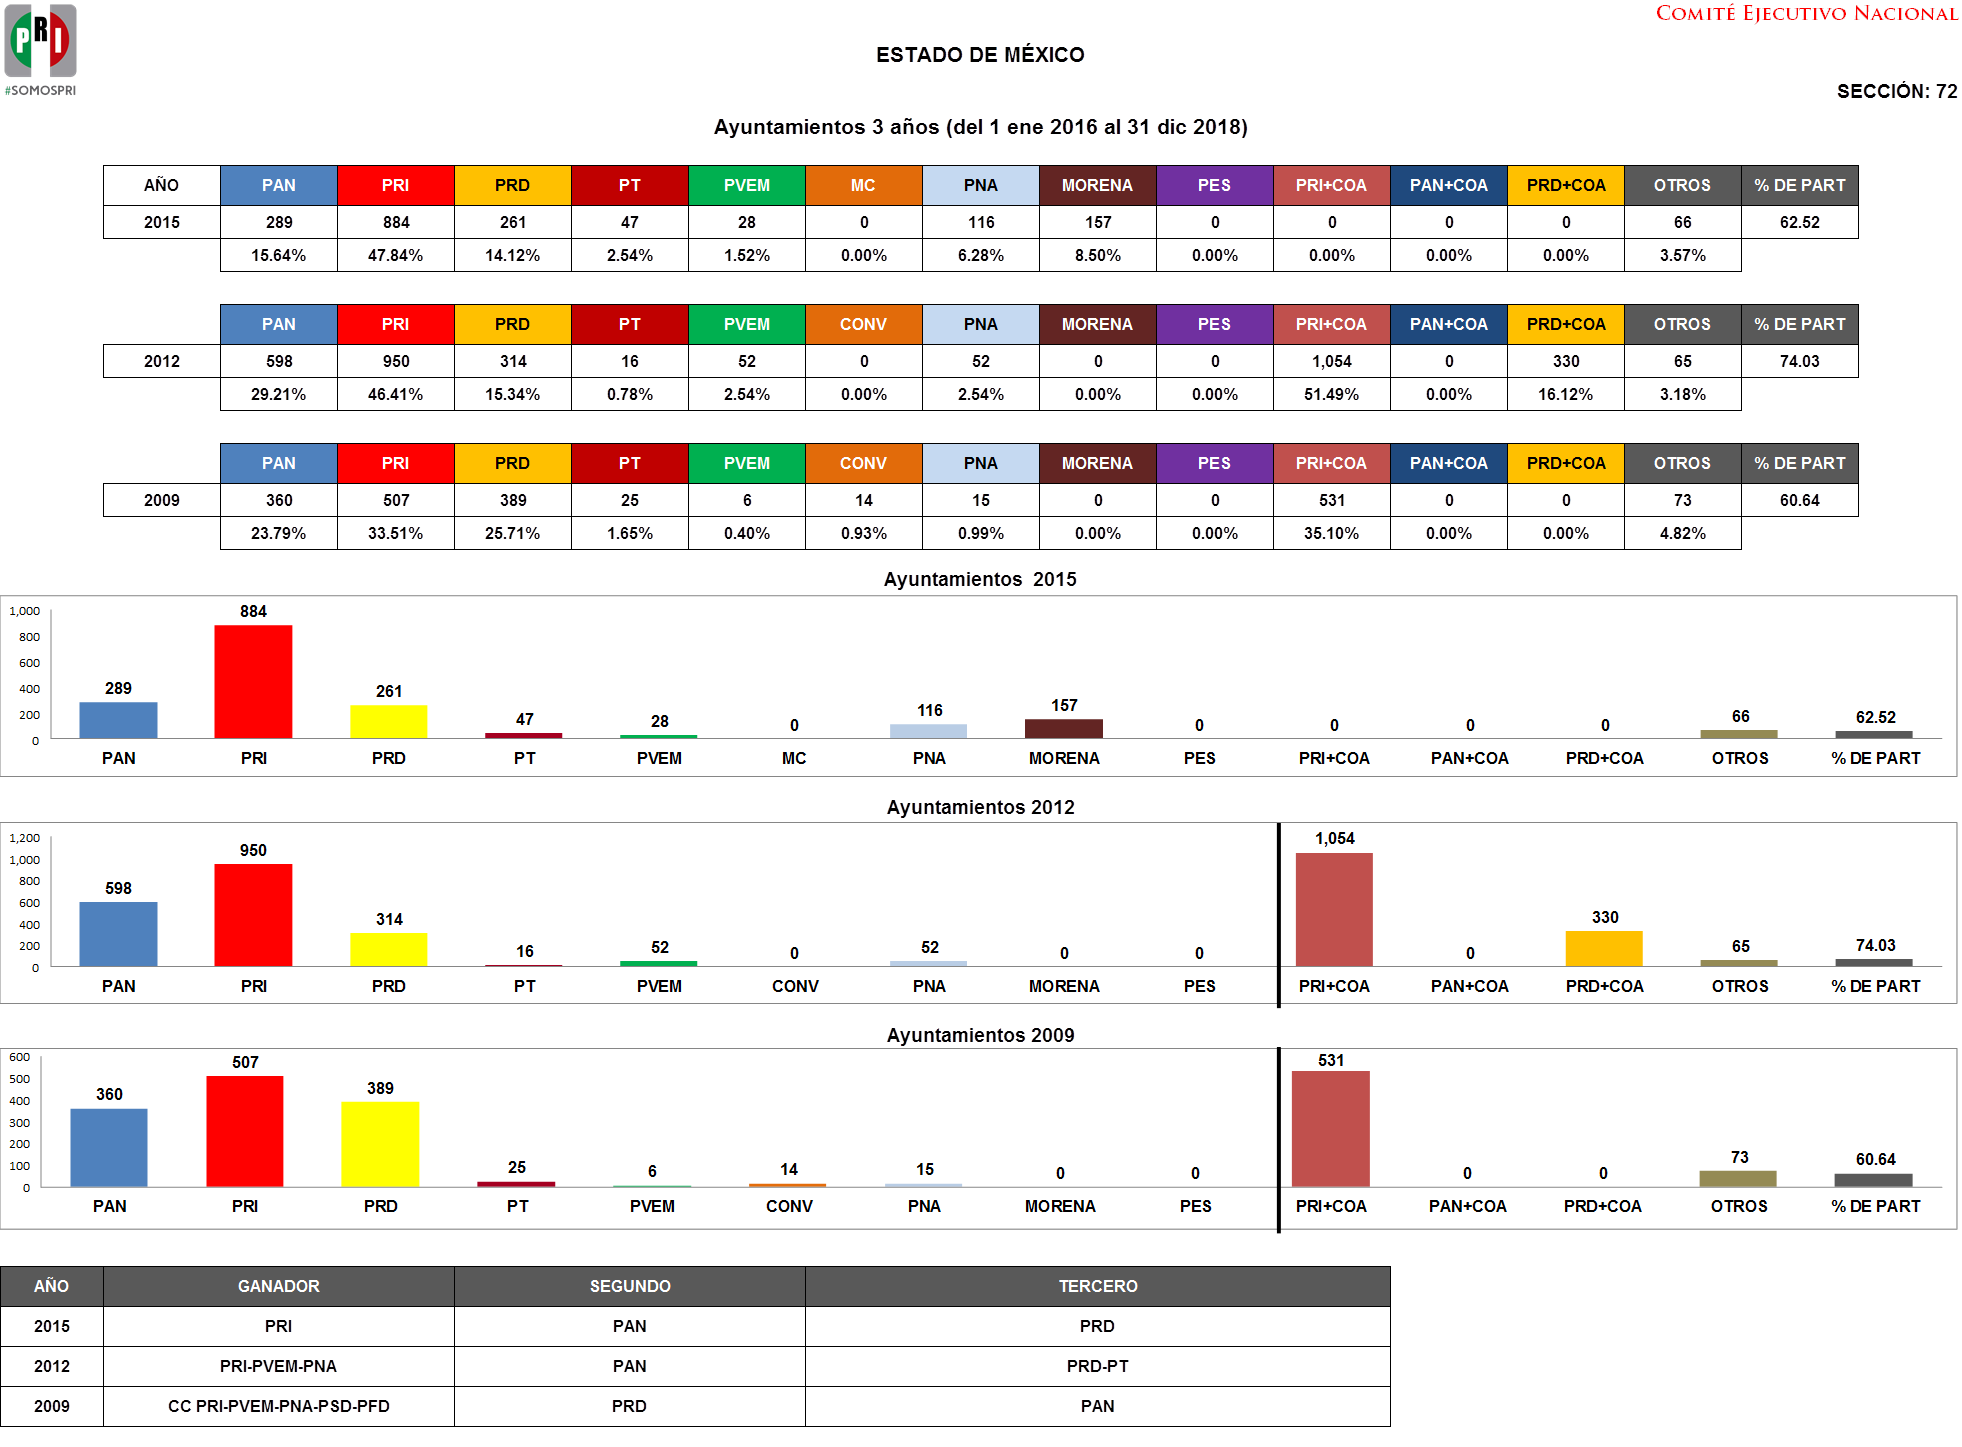 PRI
#SOMOSPRI
COMITÉ EJECUTIVO NACIONAL
ESTADO DE MÉXICO
SECCIÓN: 72
Ayuntamientos 3 años (del 1 ene 2016 al 31 dic 2018)
AÑO PAN PRI PRD PT PVEM MC PNA MORENA PES PRI+COA PAN+COA PRD+COA OTROS % DE PART
2015 289 884 261 47 28 0 116 157 0 0 0 0 66 62.52
15.64% 47.84% 14.12% 2.54% 1.52% 0.00% 6.28% 8.50% 0.00% 0.00% 0.00% 0.00% 3.57%
PAN PRI PRD PT PVEM CONV PNA MORENA PES PRI+COA PAN+COA PRD+COA OTROS % DE PART
2012 598 950 314 16 52 0 52 0 0 1,054 0 330 65 74.03
29.21% 46.41% 15.34% 0.78% 2.54% 0.00% 2.54% 0.00% 0.00% 51.49% 0.00% 16.12% 3.18%
PAN PRI PRD PT PVEM CONV PNA MORENA PES PRI+COA PAN+COA PRD+COA OTROS % DE PART
2009 360 507 389 25 6 14 15 0 0 531 0 0 73 60.64
23.79% 33.51% 25.71% 1.65% 0.40% 0.93% 0.99% 0.00% 0.00% 35.10% 0.00% 0.00% 4.82%
Ayuntamientos 2015
1,000
800
600
400
200
0
289 884 261 47 28 0 116 157 0 0 0 0 66 62.52
PAN PRI PRD PT PVEM MC PNA MORENA PES PRI+COA PAN+COA PRD+COA OTROS % DE PART
Ayuntamientos 2012
1,200
1,000
800
600
400
200
0
598 950 314 16 52 0 52 0 0 1,054 0 330 65 74.03
PAN PRI PRD PT PVEM CONV PNA MORENA PES PRI+COA PAN+COA PRD+COA OTROS % DE PART
Ayuntamientos 2009
600
500
400
300
200
100
0
360 507 389 25 6 14 15 0 0 531 0 0 73 60.64
PAN PRI PRD PT PVEM CONV PNA MORENA PES PRI+COA PAN+COA PRD+COA OTROS % DE PART
AÑO GANADOR SEGUNDO TERCERO
2015 PRI PAN PRD
2012 PRI-PVEM-PNA PAN PRD-PT
2009 CC PRI-PVEM-PNA-PSD-PFD PRD PAN